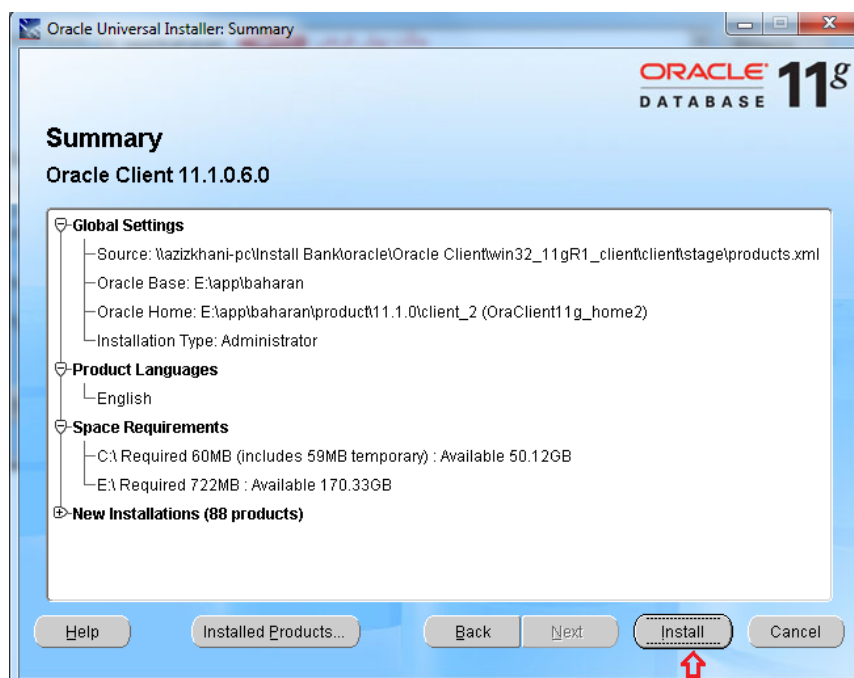 Oracle Universal Installer: Summary
ORACLE
DATABASE 11g
Summary
Oracle Client 11.1.0.6.0
Global Settings
Source: \\azizkhani-pc\Install Bank\oracle\Oracle Client\win32_11gR1_client\client\stage\products.xml
Oracle Base: E:\app\baharan
Oracle Home: E:\app\baharan\product\11.1.0\client_2 (OraClient11g_home2)
Installation Type: Administrator
Product Languages
English
Space Requirements
C:\ Required 60MB (includes 59MB temporary) : Available 50.12GB
E:\ Required 722MB : Available 170.33GB
New Installations (88 products)
Help Installed Products... Back Next Install Cancel